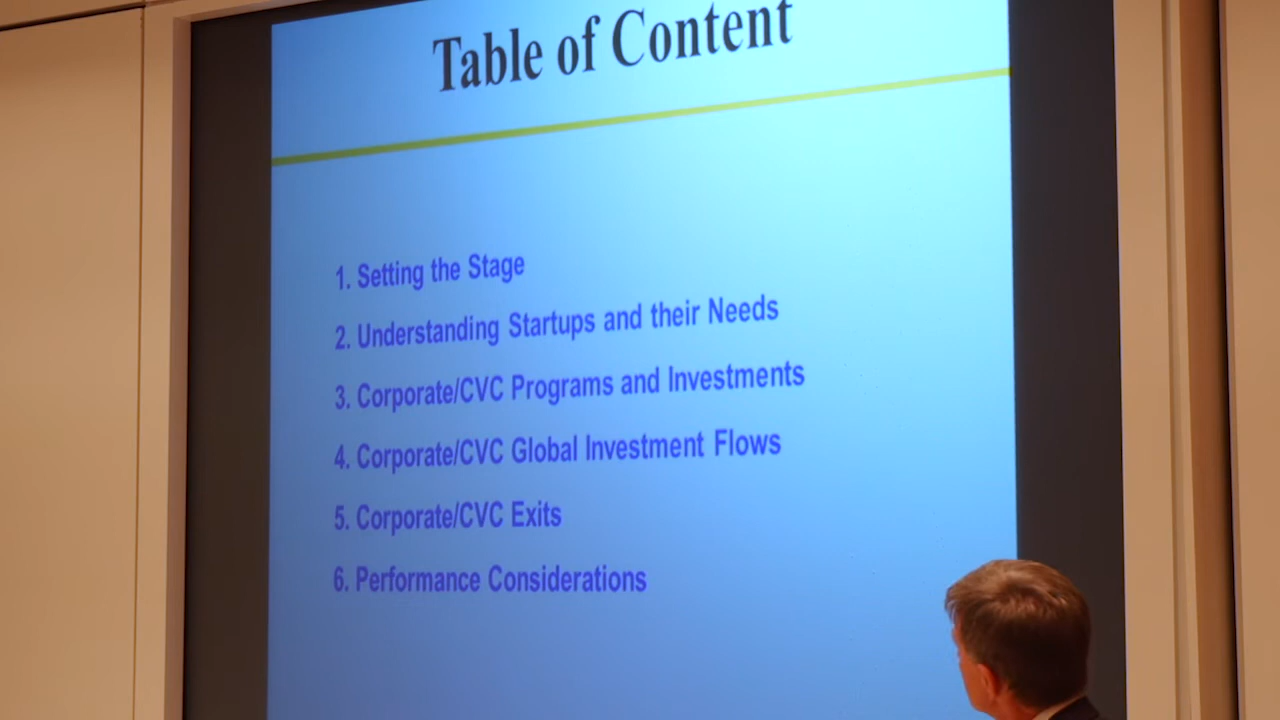 Table of Content
1. Setting the Stage
2. Understanding Startups and their Needs
3. Corporate/CVC Programs and Investments
4. Corporate/CVC Global Investment Flows
5. Corporate/CVC Exits
6. Performance Considerations